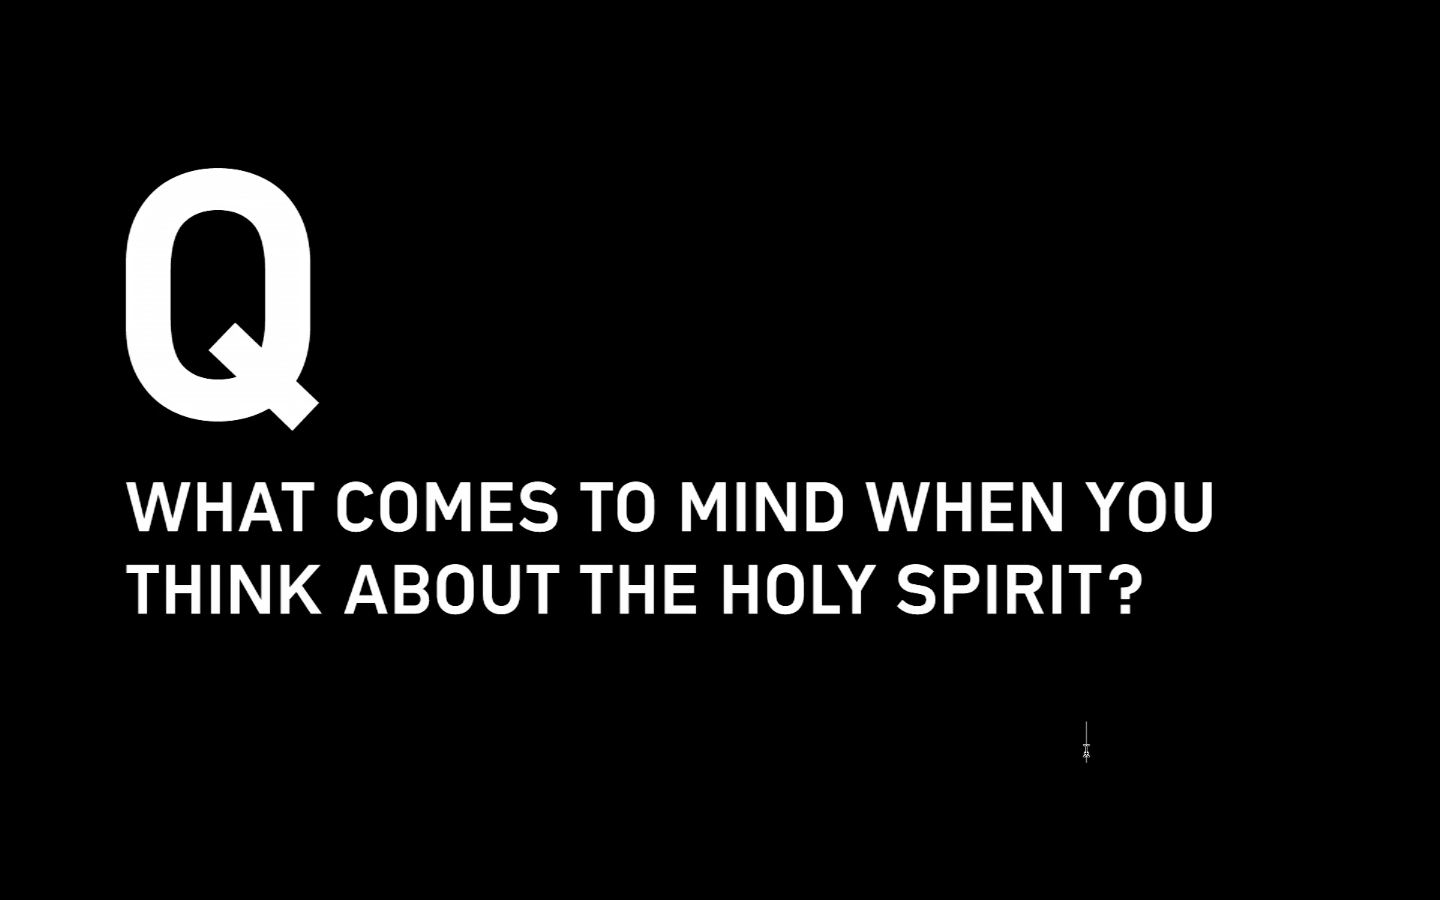 Q
WHAT COMES TO MIND WHEN YOU
THINK ABOUT THE HOLY SPIRIT?